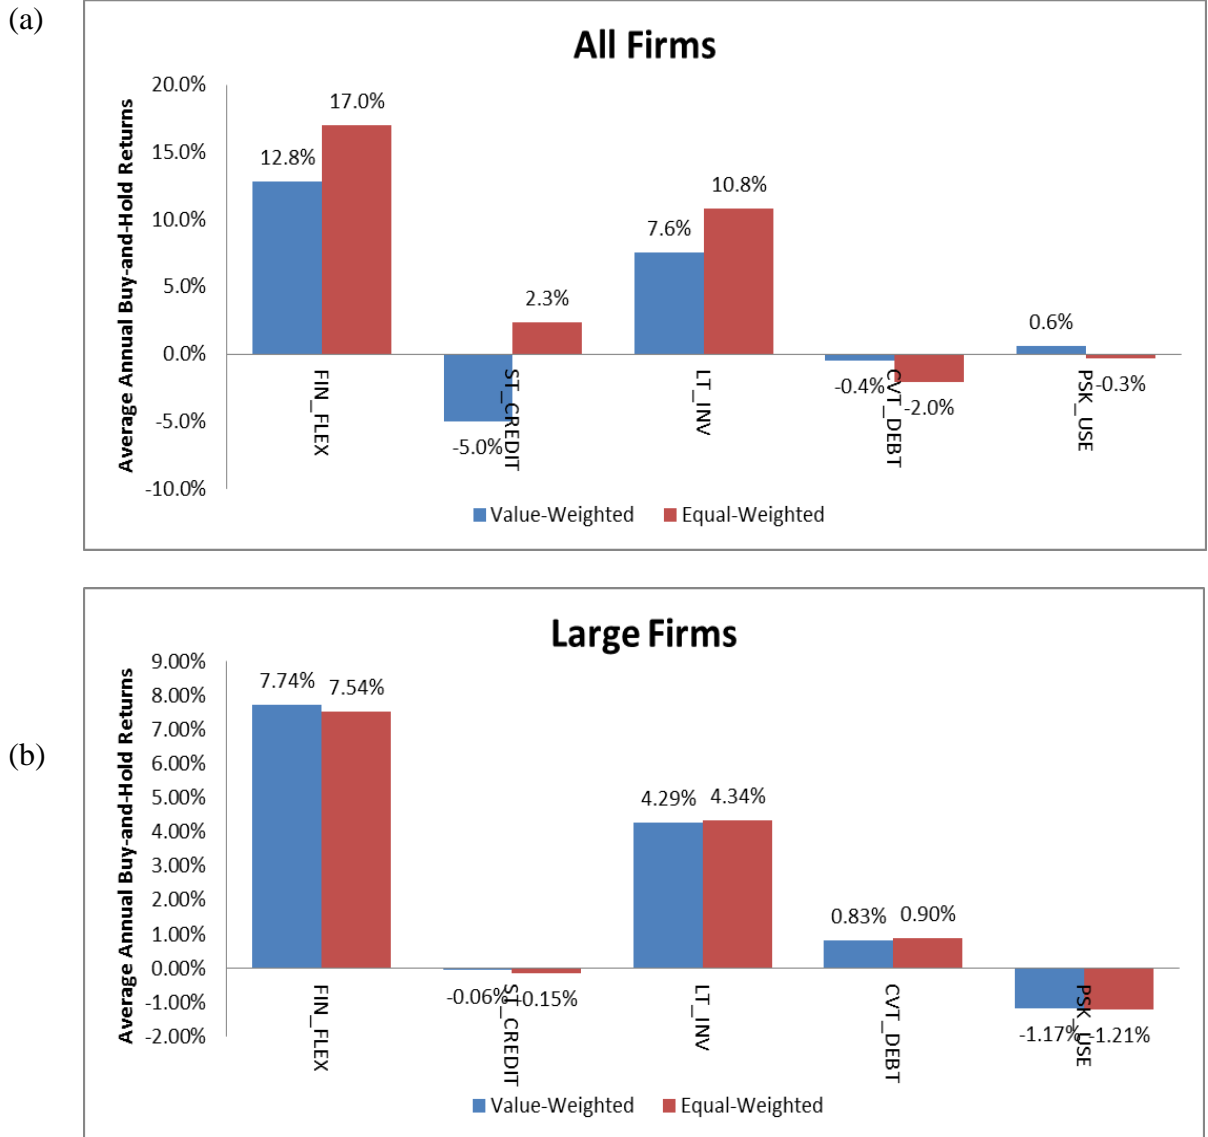 (a)
All Firms
Average Annual Buy-and-Hold Returns
20.0%
15.0%
10.0%
5.0%
0.0%
-5.0%
-10.0%
12.8%
17.0%
-5.0%
2.3%
7.6%
10.8%
-0.4%
-2.0%
0.6%
-0.3%
FIN_FLEX
ST_CREDIT
LT_INV
CVT_DEBT
PSK_USE
Value-Weighted Equal-Weighted
(b)
Large Firms
Average Annual Buy-and-Hold Returns
9.00%
8.00%
7.00%
6.00%
5.00%
4.00%
3.00%
2.00%
1.00%
0.00%
-1.00%
-2.00%
7.74%
7.54%
-0.06%
-0.15%
4.29%
4.34%
0.83%
0.90%
-1.17%
-1.21%
FIN_FLEX
ST_CREDIT
LT_INV
CVT_DEBT
PSK_USE
Value-Weighted Equal-Weighted